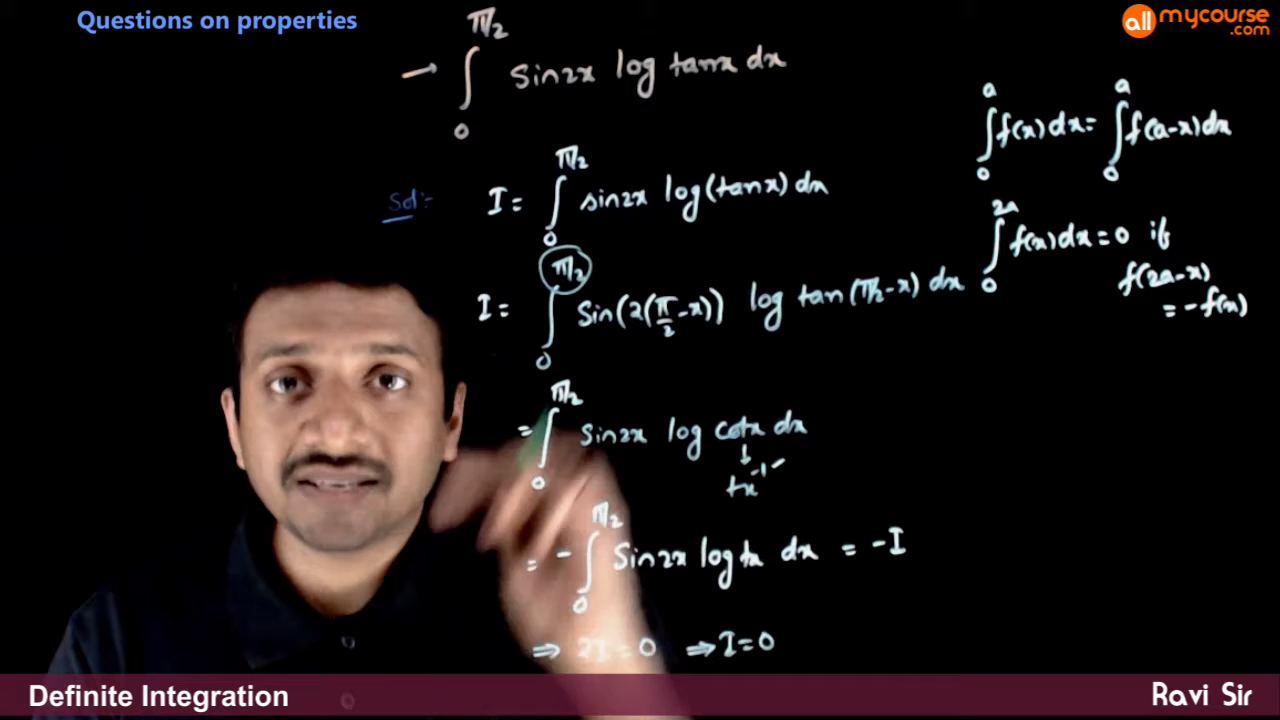 Questions on properties
all mycourse.com
→ ∫₀^{π/2} sin2x log tanx dx
∫₀^a f(x)dx = ∫₀^a f(a-x)dx
Sol:- I = ∫₀^{π/2} sin2x log(tanx) dx
∫₀^{2a} f(x)dx = 0 if
f(2a-x)
= -f(x)
I = ∫₀^{π/2} Sin(2(π/2-x)) log tan(π/2-x) dx
= ∫₀^{π/2} Sin2x log cotx dx
↓
tx⁻¹
= - ∫₀^{π/2} Sin2x log tx dx = -I
⇒ 2I = 0 ⇒ I = 0
Definite Integration
Ravi Sir